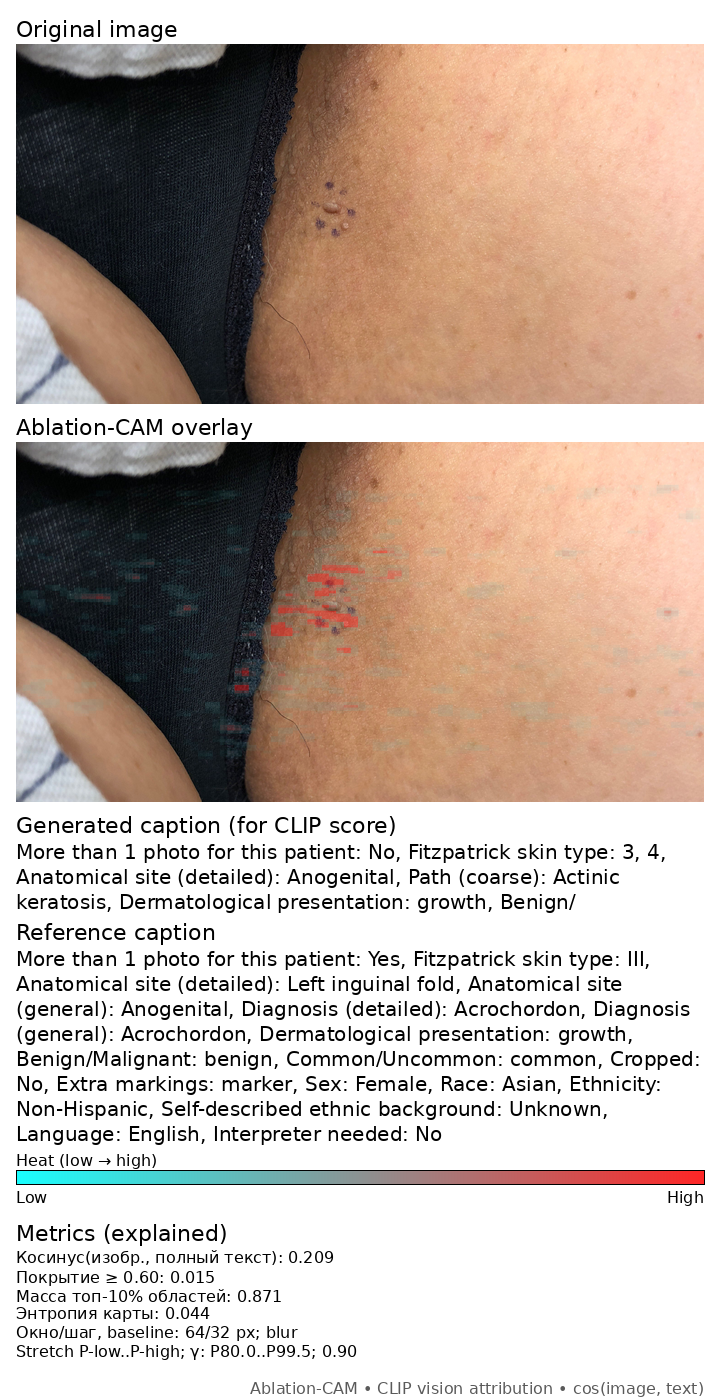 Original image
Ablation-CAM overlay
Generated caption (for CLIP score)
More than 1 photo for this patient: No, Fitzpatrick skin type: 3, 4,
Anatomical site (detailed): Anogenital, Path (coarse): Actinic
keratosis, Dermatological presentation: growth, Benign/
Reference caption
More than 1 photo for this patient: Yes, Fitzpatrick skin type: III,
Anatomical site (detailed): Left inguinal fold, Anatomical site
(general): Anogenital, Diagnosis (detailed): Acrochordon, Diagnosis
(general): Acrochordon, Dermatological presentation: growth,
Benign/Malignant: benign, Common/Uncommon: common, Cropped:
No, Extra markings: marker, Sex: Female, Race: Asian, Ethnicity:
Non-Hispanic, Self-described ethnic background: Unknown,
Language: English, Interpreter needed: No
Heat (low → high)
Low High
Metrics (explained)
Косинус(изобр., полный текст): 0.209
Покрытие ≥ 0.60: 0.015
Масса топ-10% областей: 0.871
Энтропия карты: 0.044
Окно/шаг, baseline: 64/32 px; blur
Stretch P-low..P-high; γ: P80.0..P99.5; 0.90
Ablation-CAM • CLIP vision attribution • cos(image, text)